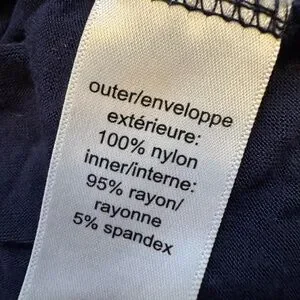 outer/enveloppe
extérieure:
100% nylon
inner/interne:
95% rayon/
rayonne
5% spandex